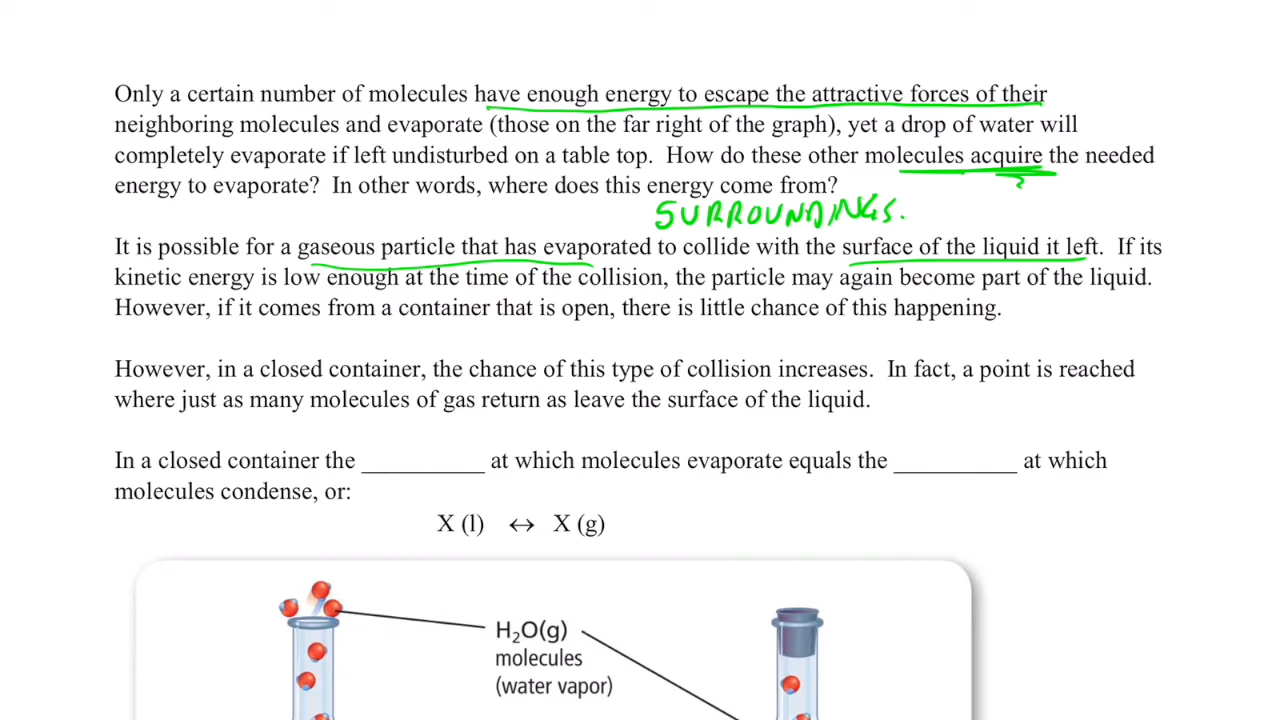 Only a certain number of molecules have enough energy to escape the attractive forces of their
neighboring molecules and evaporate (those on the far right of the graph), yet a drop of water will
completely evaporate if left undisturbed on a table top.  How do these other molecules acquire the needed
energy to evaporate?  In other words, where does this energy come from?
SURROUNDINGS.
It is possible for a gaseous particle that has evaporated to collide with the surface of the liquid it left.  If its
kinetic energy is low enough at the time of the collision, the particle may again become part of the liquid.
However, if it comes from a container that is open, there is little chance of this happening.
However, in a closed container, the chance of this type of collision increases.  In fact, a point is reached
where just as many molecules of gas return as leave the surface of the liquid.
In a closed container the __________ at which molecules evaporate equals the __________ at which
molecules condense, or:
X (l) ↔ X (g)
H₂O(g)
molecules
(water vapor)